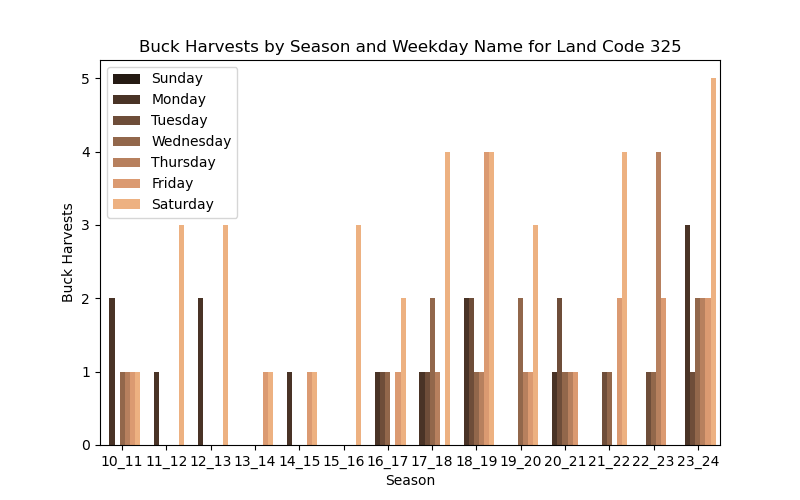 Buck Harvests by Season and Weekday Name for Land Code 325
Buck Harvests
5
4
3
2
1
0
Sunday
Monday
Tuesday
Wednesday
Thursday
Friday
Saturday
10_11 11_12 12_13 13_14 14_15 15_16 16_17 17_18 18_19 19_20 20_21 21_22 22_23 23_24
Season